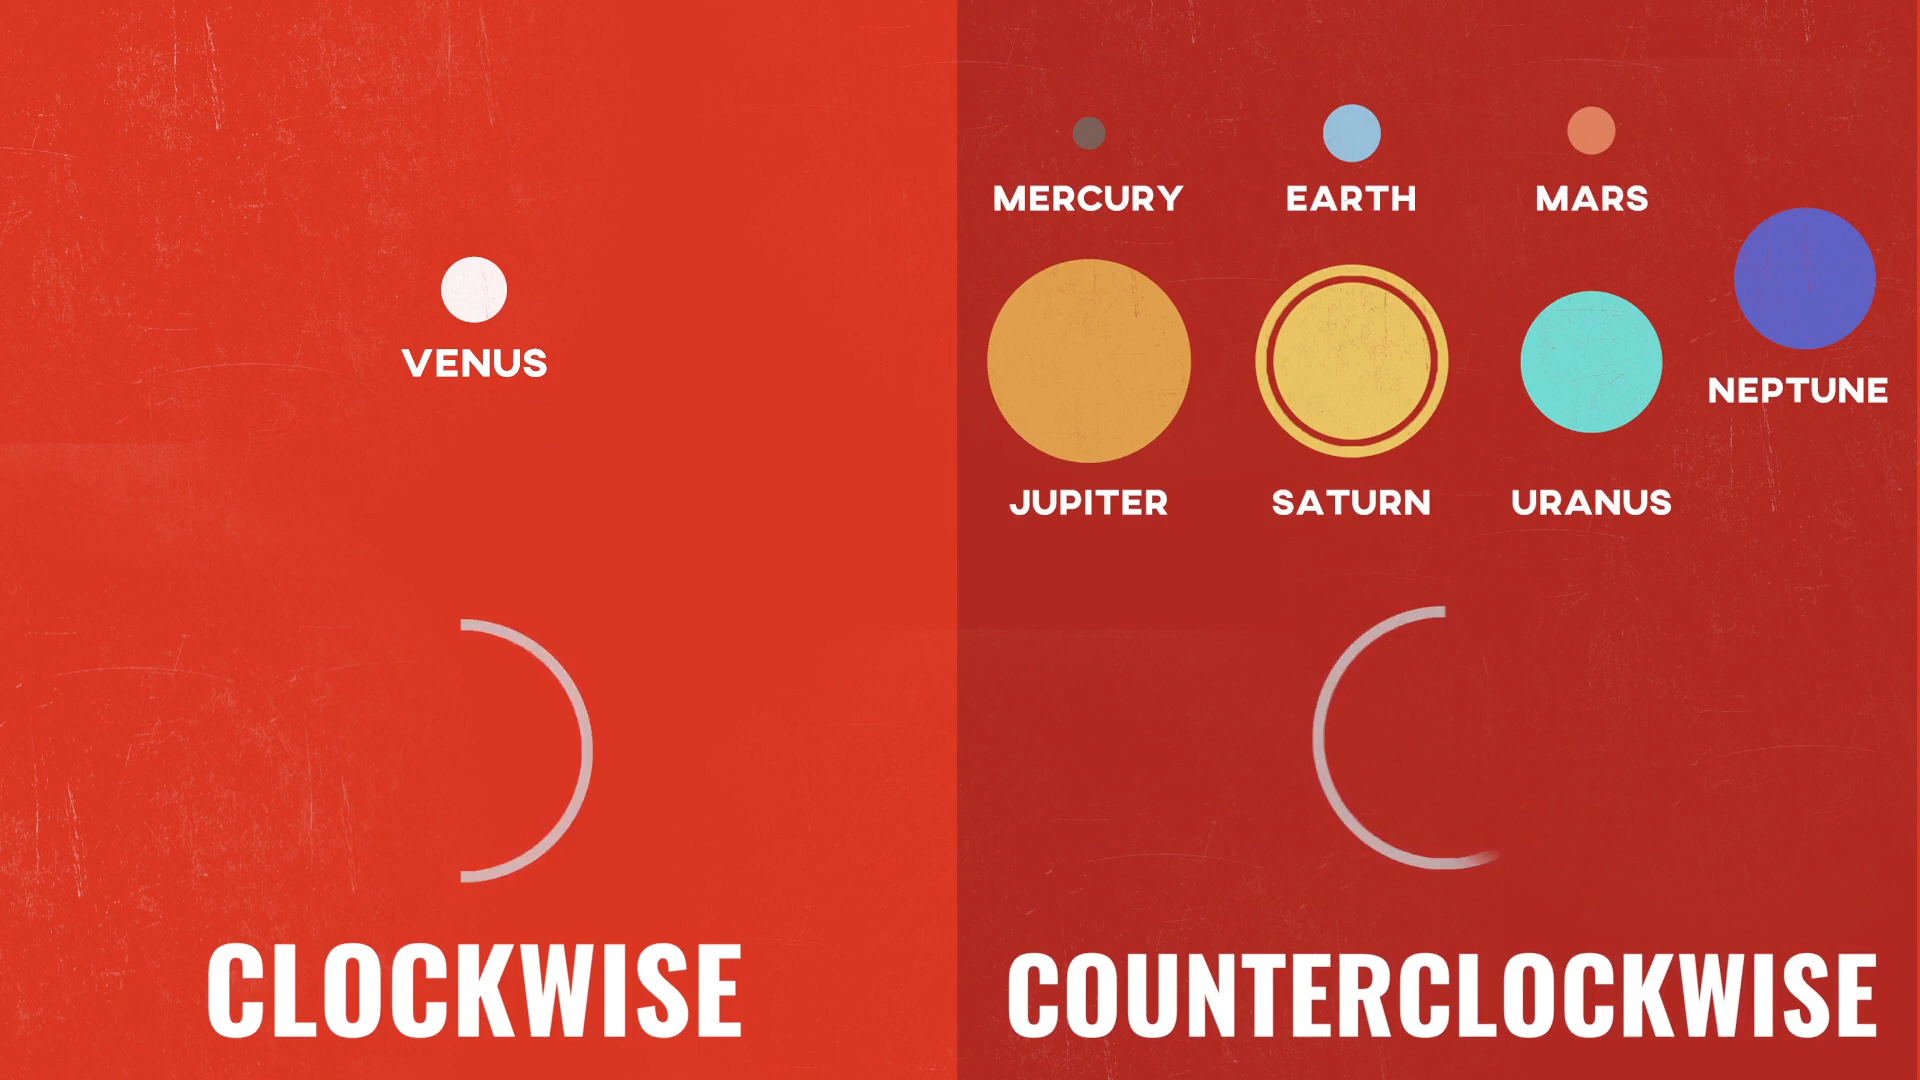 VENUS
CLOCKWISE
MERCURY EARTH MARS
NEPTUNE
JUPITER SATURN URANUS
COUNTERCLOCKWISE